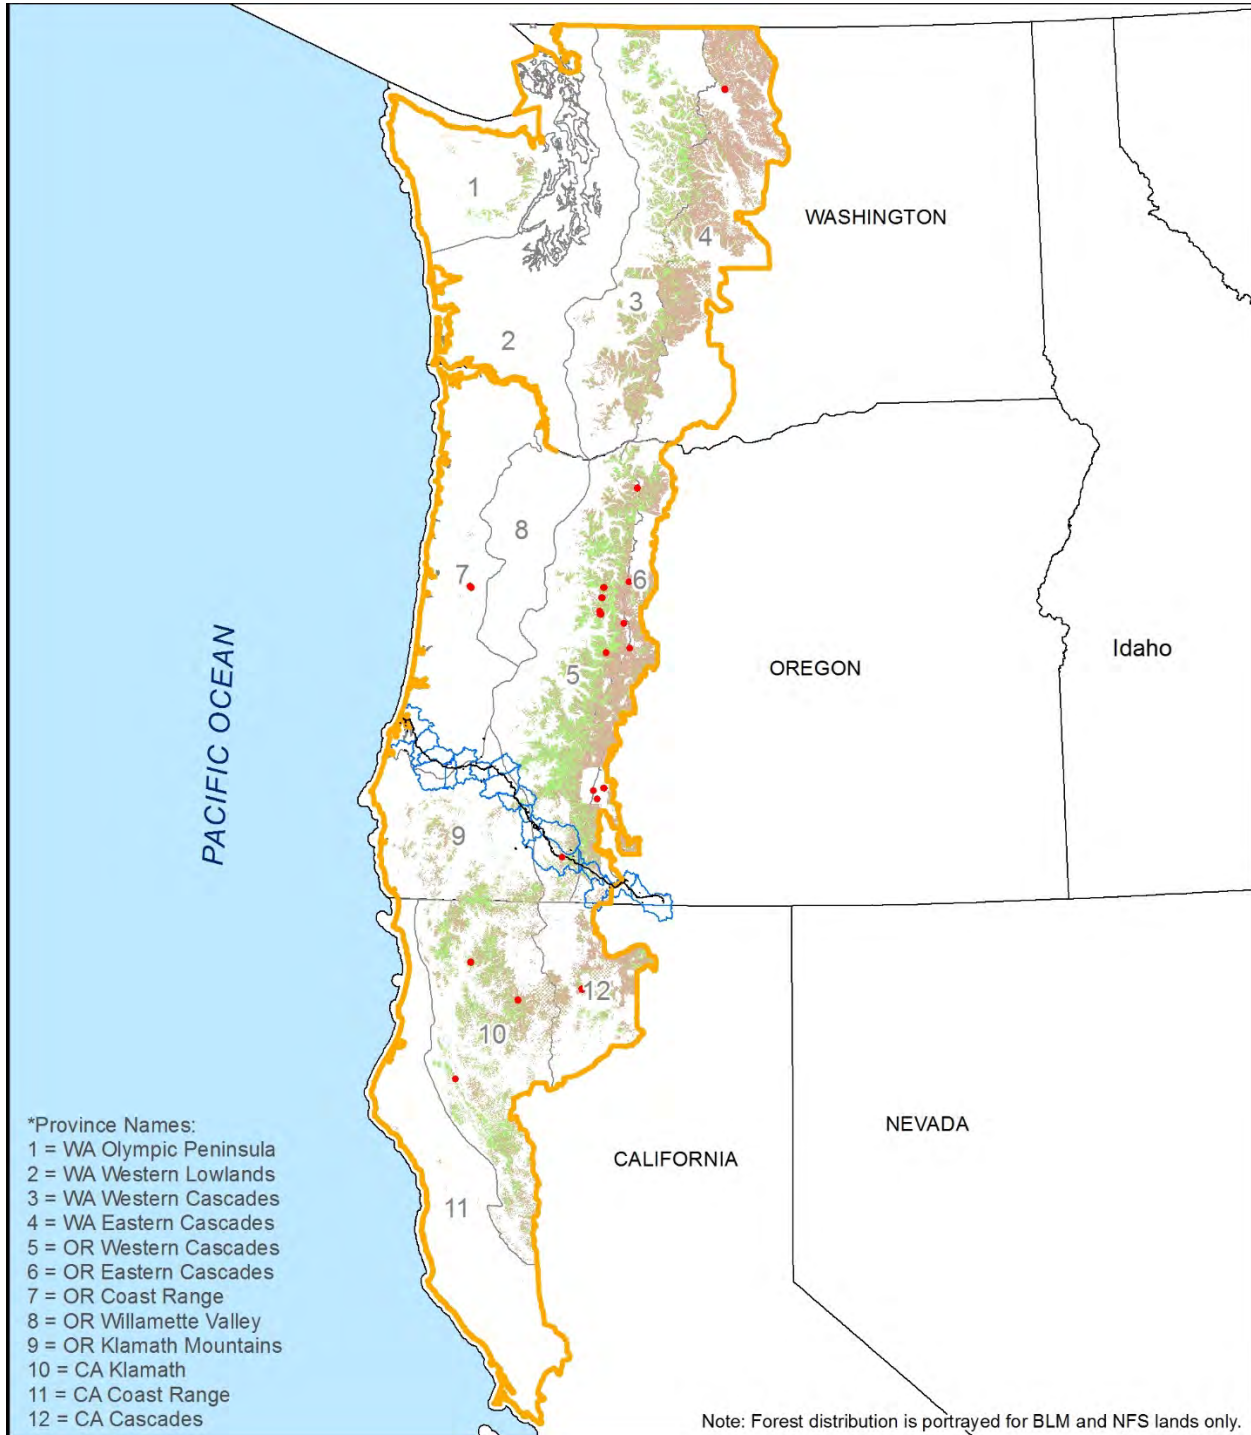 1
4
WASHINGTON
3
2
8
7
6
PACIFIC OCEAN
5
OREGON
Idaho
9
12
10
*Province Names:
1 = WA Olympic Peninsula
2 = WA Western Lowlands
3 = WA Western Cascades
4 = WA Eastern Cascades
5 = OR Western Cascades
6 = OR Eastern Cascades
7 = OR Coast Range
8 = OR Willamette Valley
9 = OR Klamath Mountains
10 = CA Klamath
11 = CA Coast Range
12 = CA Cascades
NEVADA
CALIFORNIA
11
Note: Forest distribution is portrayed for BLM and NFS lands only.